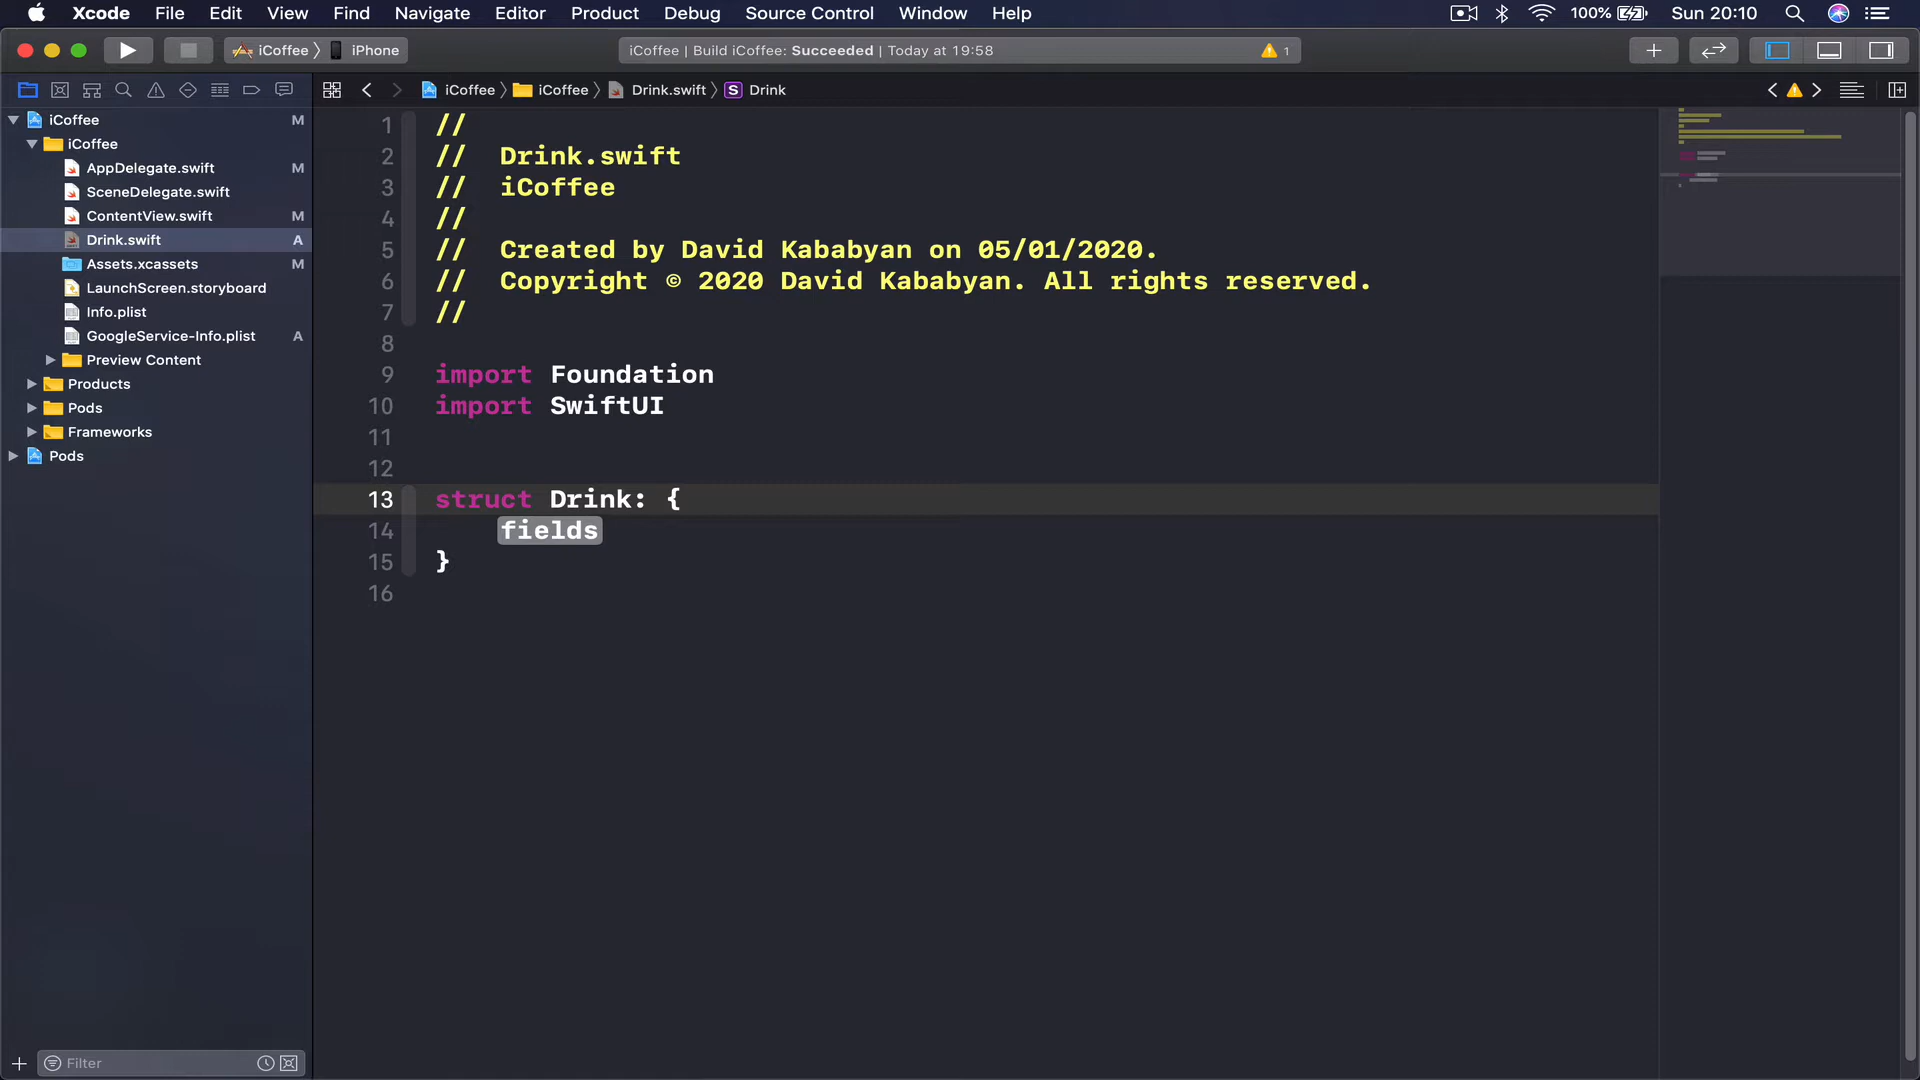 Xcode File Edit View Find Navigate Editor Product Debug Source Control Window Help 100% Sun 20:10
iCoffee iPhone iCoffee | Build iCoffee: Succeeded | Today at 19:58 1
iCoffee iCoffee Drink.swift S Drink
iCoffee M
iCoffee
AppDelegate.swift M
SceneDelegate.swift
ContentView.swift M
Drink.swift A
Assets.xcassets M
LaunchScreen.storyboard
Info.plist
GoogleService-Info.plist A
Preview Content
Products
Pods
Frameworks
Pods
Filter
1 //
2 // Drink.swift
3 // iCoffee
4 //
5 // Created by David Kababyan on 05/01/2020.
6 // Copyright © 2020 David Kababyan. All rights reserved.
7 //
8
9 import Foundation
10 import SwiftUI
11
12
13 struct Drink: {
14 fields
15 }
16